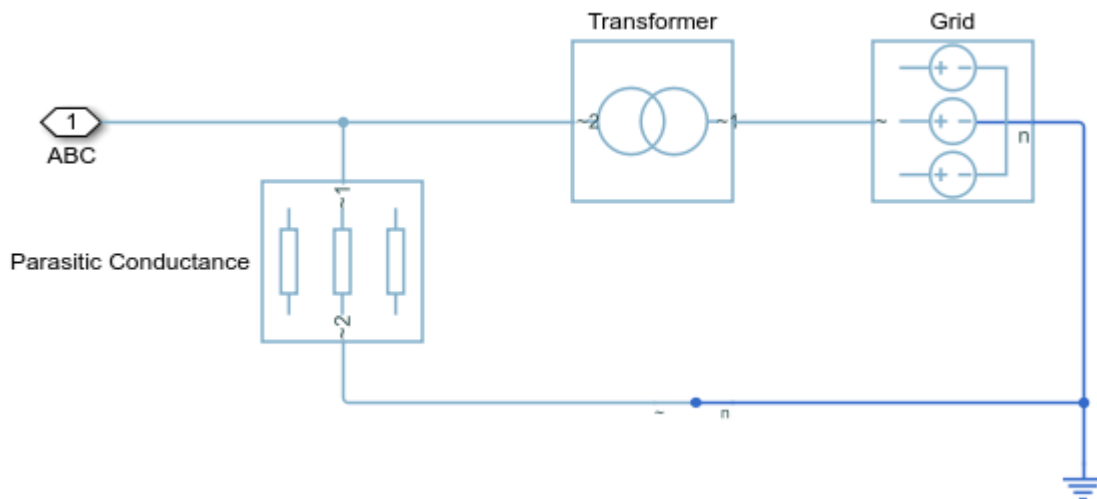 Transformer
Grid
1
ABC
~2
~1
~
n
~1
Parasitic Conductance
~2
~
n